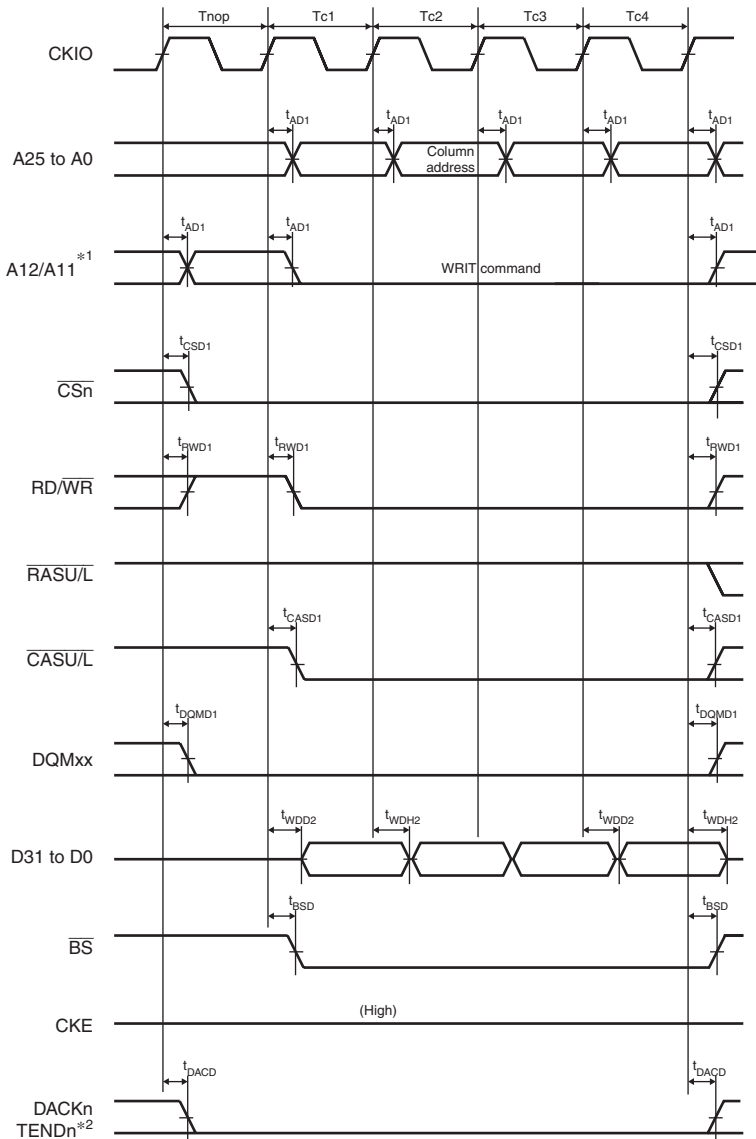 Tnop Tc1 Tc2 Tc3 Tc4
CKIO
tAD1 tAD1 tAD1 tAD1 tAD1
A25 to A0
Column
address
tAD1 tAD1 tAD1
A12/A11*1
WRIT command
tCSD1 tCSD1
CSn
tRWD1 tRWD1 tRWD1
RD/WR
RASU/L
tCASD1 tCASD1
CASU/L
tDQMD1 tDQMD1
DQMxx
tWDD2 tWDH2 tWDD2 tWDH2
D31 to D0
tBSD tBSD
BS
(High)
CKE
tDACD tDACD
DACKn
TENDn*2